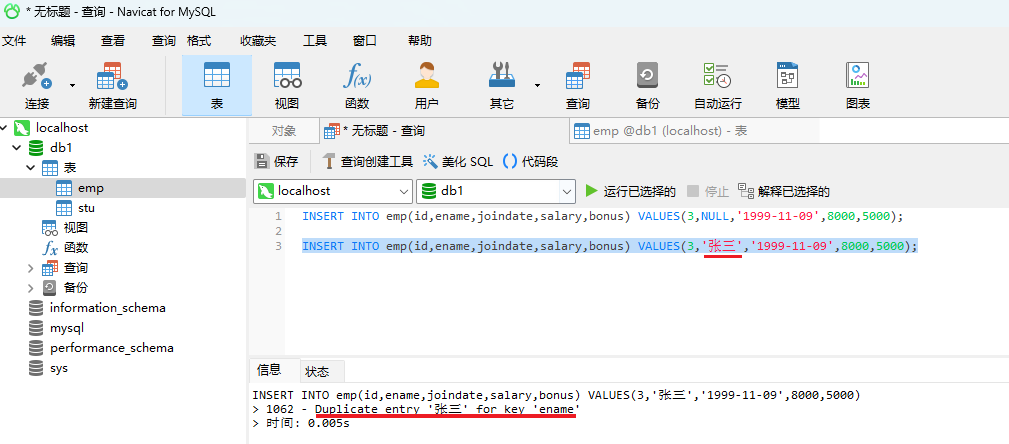 * 无标题 - 查询 - Navicat for MySQL
文件 编辑 查看 查询 格式 收藏夹 工具 窗口 帮助
连接 新建查询 表 视图 f(x) 函数 用户 其它 查询 备份 自动运行 模型 图表
localhost
db1
表
emp
stu
视图
fx 函数
查询
备份
information_schema
mysql
performance_schema
sys
对象 * 无标题 - 查询 emp @db1 (localhost) - 表
保存 查询创建工具 美化 SQL () 代码段
localhost db1 运行已选择的 停止 解释已选择的
1 INSERT INTO emp(id,ename,joindate,salary,bonus) VALUES(3,NULL,'1999-11-09',8000,5000);
2
3 INSERT INTO emp(id,ename,joindate,salary,bonus) VALUES(3,'张三','1999-11-09',8000,5000);
信息 状态
INSERT INTO emp(id,ename,joindate,salary,bonus) VALUES(3,'张三','1999-11-09',8000,5000)
> 1062 - Duplicate entry '张三' for key 'ename'
> 时间: 0.005s